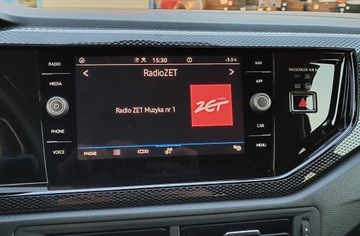 15:30
-3.5
RADIO
NAV
RadioZET
MEDIA
APP
PASSENGER AIR BAG
Radio ZET Muzyka nr 1
ZET
PHONE
CAR
VOICE
MENU